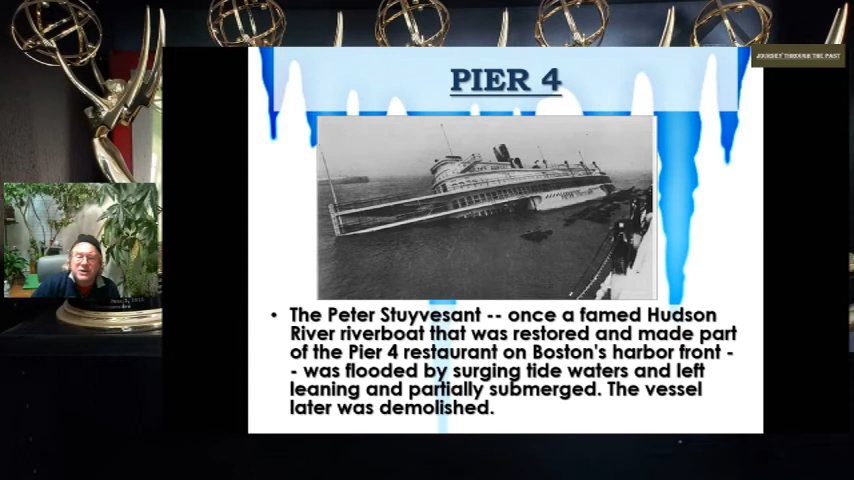 JOURNEY THROUGH THE PAST
PIER 4
• The Peter Stuyvesant -- once a famed Hudson
River riverboat that was restored and made part
of the Pier 4 restaurant on Boston's harbor front -
- was flooded by surging tide waters and left
leaning and partially submerged. The vessel
later was demolished.